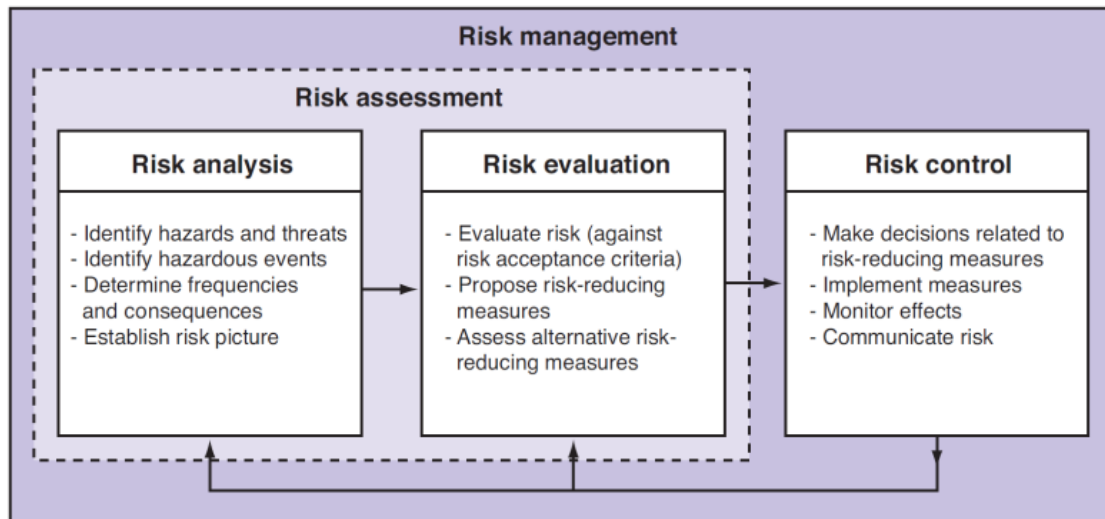 Risk management
Risk assessment
Risk analysis
- Identify hazards and threats
- Identify hazardous events
- Determine frequencies
and consequences
- Establish risk picture
Risk evaluation
- Evaluate risk (against
risk acceptance criteria)
- Propose risk-reducing
measures
- Assess alternative risk-
reducing measures
Risk control
- Make decisions related to
risk-reducing measures
- Implement measures
- Monitor effects
- Communicate risk